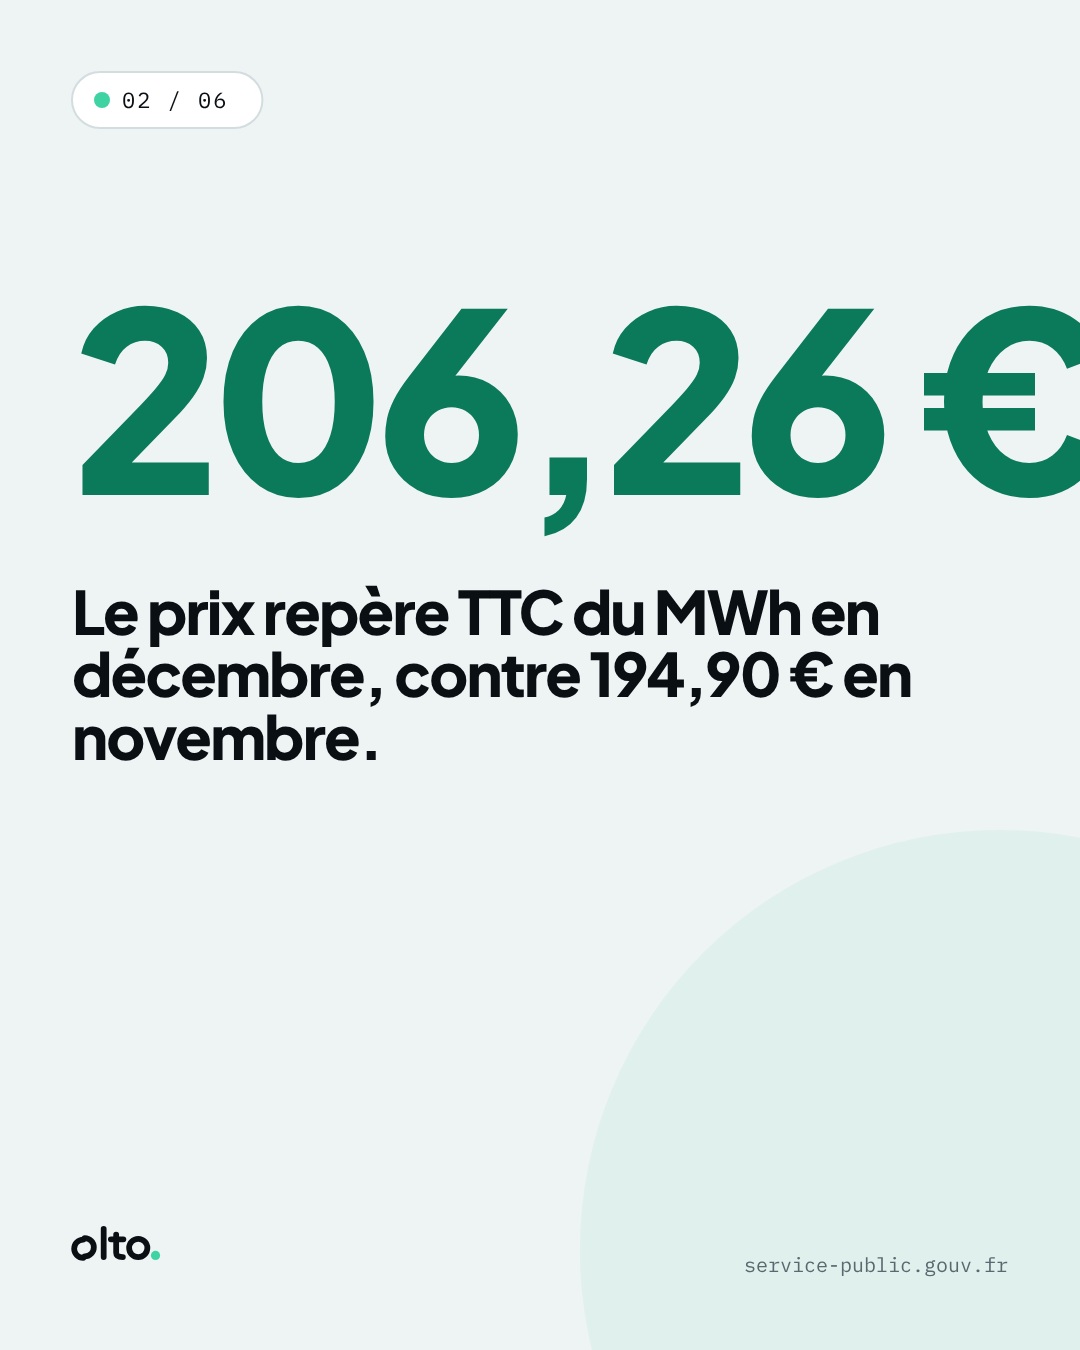 02 / 06
206,26 €
Le prix repère TTC du MWh en
décembre, contre 194,90 € en
novembre.
olto.
service-public.gouv.fr